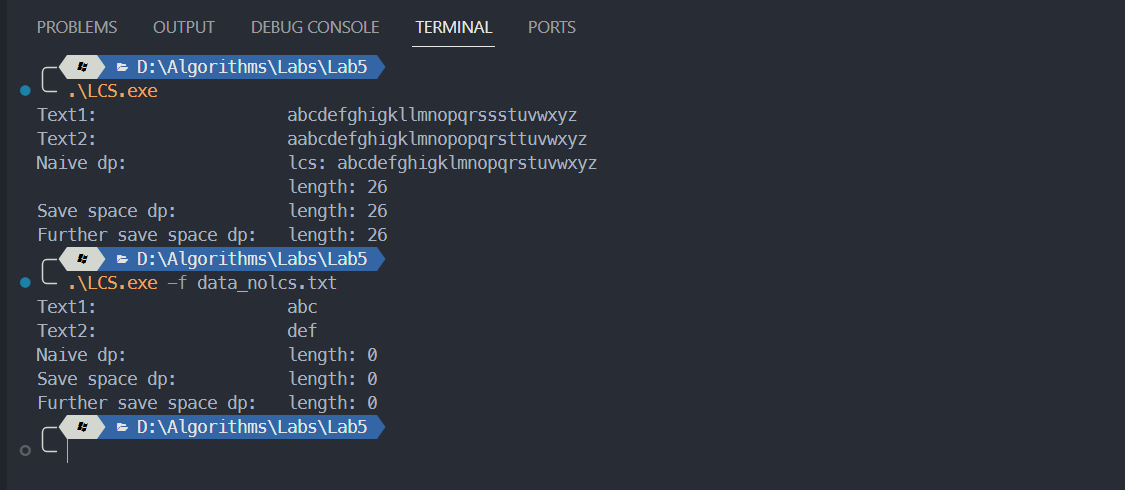 PROBLEMS OUTPUT DEBUG CONSOLE TERMINAL PORTS
D:\Algorithms\Labs\Lab5
.\LCS.exe
Text1: abcdefghigkllmnopqrssstuvwxyz
Text2: aabcdefghigklmnopopqrsttuvwxyz
Naive dp: lcs: abcdefghigklmnopqrstuvwxyz
length: 26
Save space dp: length: 26
Further save space dp: length: 26
D:\Algorithms\Labs\Lab5
.\LCS.exe -f data_nolcs.txt
Text1: abc
Text2: def
Naive dp: length: 0
Save space dp: length: 0
Further save space dp: length: 0
D:\Algorithms\Labs\Lab5